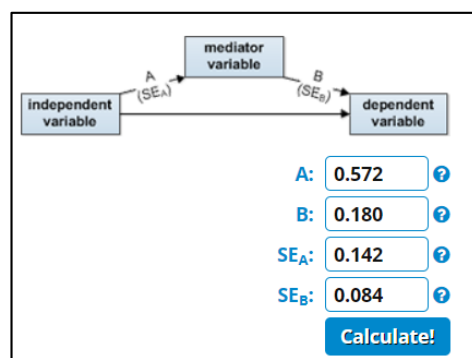 mediator
variable
A
(SEA)
B
(SEB)
independent
variable
dependent
variable
A: 0.572 ?
B: 0.180 ?
SEA: 0.142 ?
SEB: 0.084 ?
Calculate!